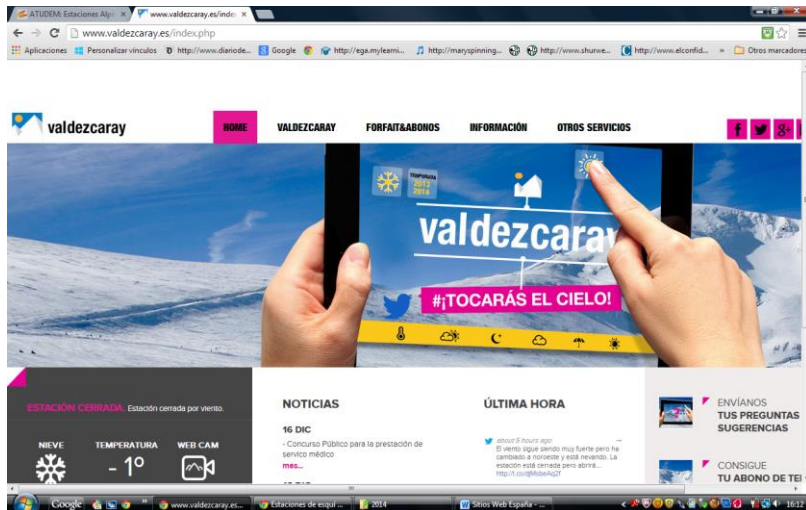 ATUDEM: Estaciones Alpi
www.valdezcaray.es/inde
www.valdezcaray.es/index.php
Aplicaciones
Personalizar vínculos
http://www.diariode...
Google
http://ega.mylearni...
http://maryspinning...
http://www.shurwe...
http://www.elconfid...
Otros marcadores
valdezcaray
HOME
VALDEZCARAY
FORFAIT&ABONOS
INFORMACIÓN
OTROS SERVICIOS
TEMPORADA
2013
2014
valdezcaray
#¡TOCARÁS EL CIELO!
ESTACIÓN CERRADA. Estación cerrada por viento.
NIEVE
TEMPERATURA
WEB CAM
- 1º
NOTICIAS
16 DIC
- Concurso Público para la prestación de
servico médico
mas...
ÚLTIMA HORA
about 5 hours ago
El viento sigue siendo muy fuerte pero ha
cambiado a noroeste y está nevando. La
estación está cerrada pero abrirá...
ENVÍANOS
TUS PREGUNTAS
SUGERENCIAS
CONSIGUE
TU ABONO DE TE
Google
www.valdezcaray.es...
Estaciones de esquí ...
2014
Sitios Web España - ...
16:12